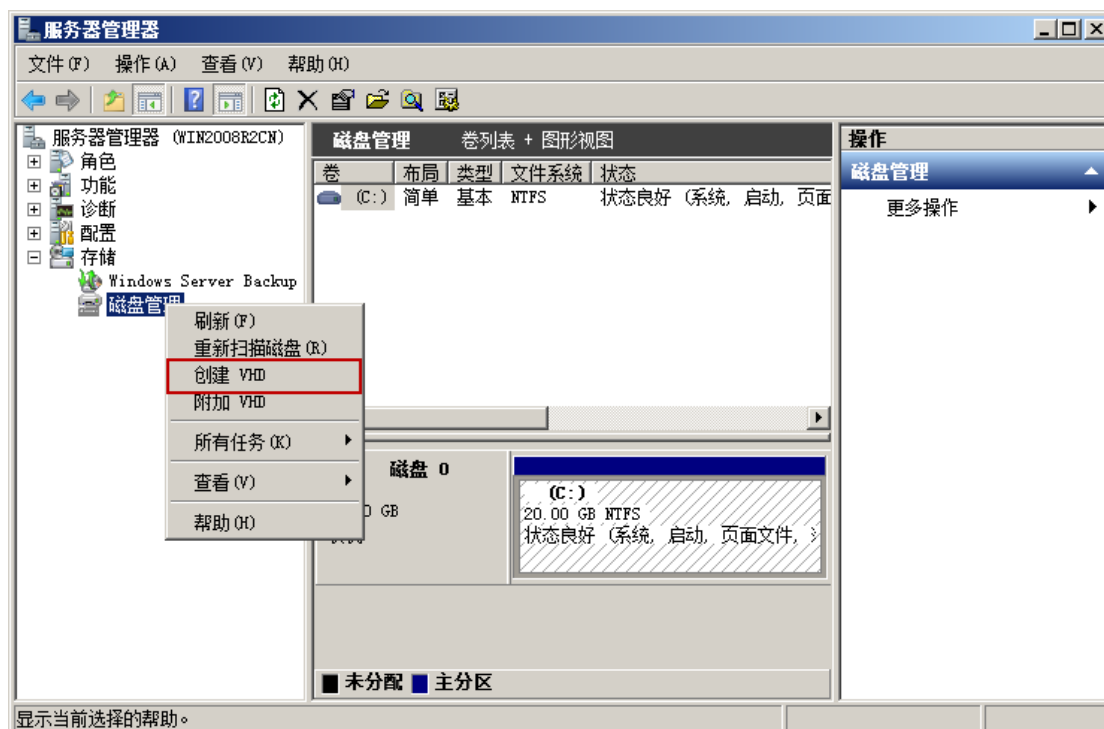 服务器管理器
文件(F) 操作(A) 查看(V) 帮助(H)
服务器管理器 (WIN2008R2CN)
角色
功能
诊断
配置
存储
Windows Server Backup
磁盘管理
刷新(F)
重新扫描磁盘(R)
创建 VHD
附加 VHD
所有任务(K)
查看(V)
帮助(H)
磁盘管理 卷列表 + 图形视图
卷 布局 类型 文件系统 状态
(C:) 简单 基本 NTFS 状态良好 (系统, 启动, 页面
磁盘 0
GB
(C:)
20.00 GB NTFS
状态良好 (系统, 启动, 页面文件,
未分配 主分区
操作
磁盘管理
更多操作
显示当前选择的帮助。